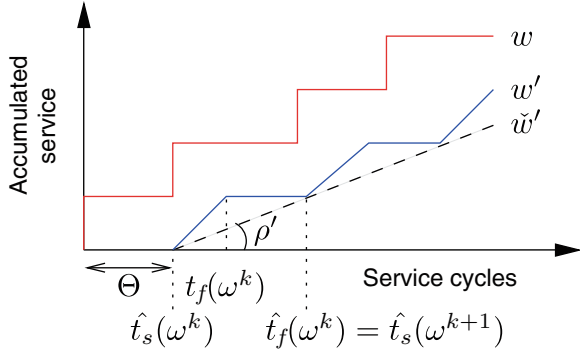 Accumulated
service
w
w′
w̌′
ρ′
Θ
t_f(ω^k)
Service cycles
t̂_s(ω^k)
t̂_f(ω^k) = t̂_s(ω^{k+1})